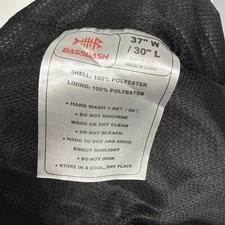 BASSDASH
37" W
/ 30" L
MADE IN CHINA
SHELL: 100% POLYESTER
LINING: 100% POLYESTER
• HAND WASH
• DO NOT MACHINE
WASH OR DRY CLEAN
• DO NOT BLEACH
• HANG TO DRY AND AVOID
DIRECT SUNLIGHT
• DO NOT IRON
• STORE IN A COOL, DRY PLACE